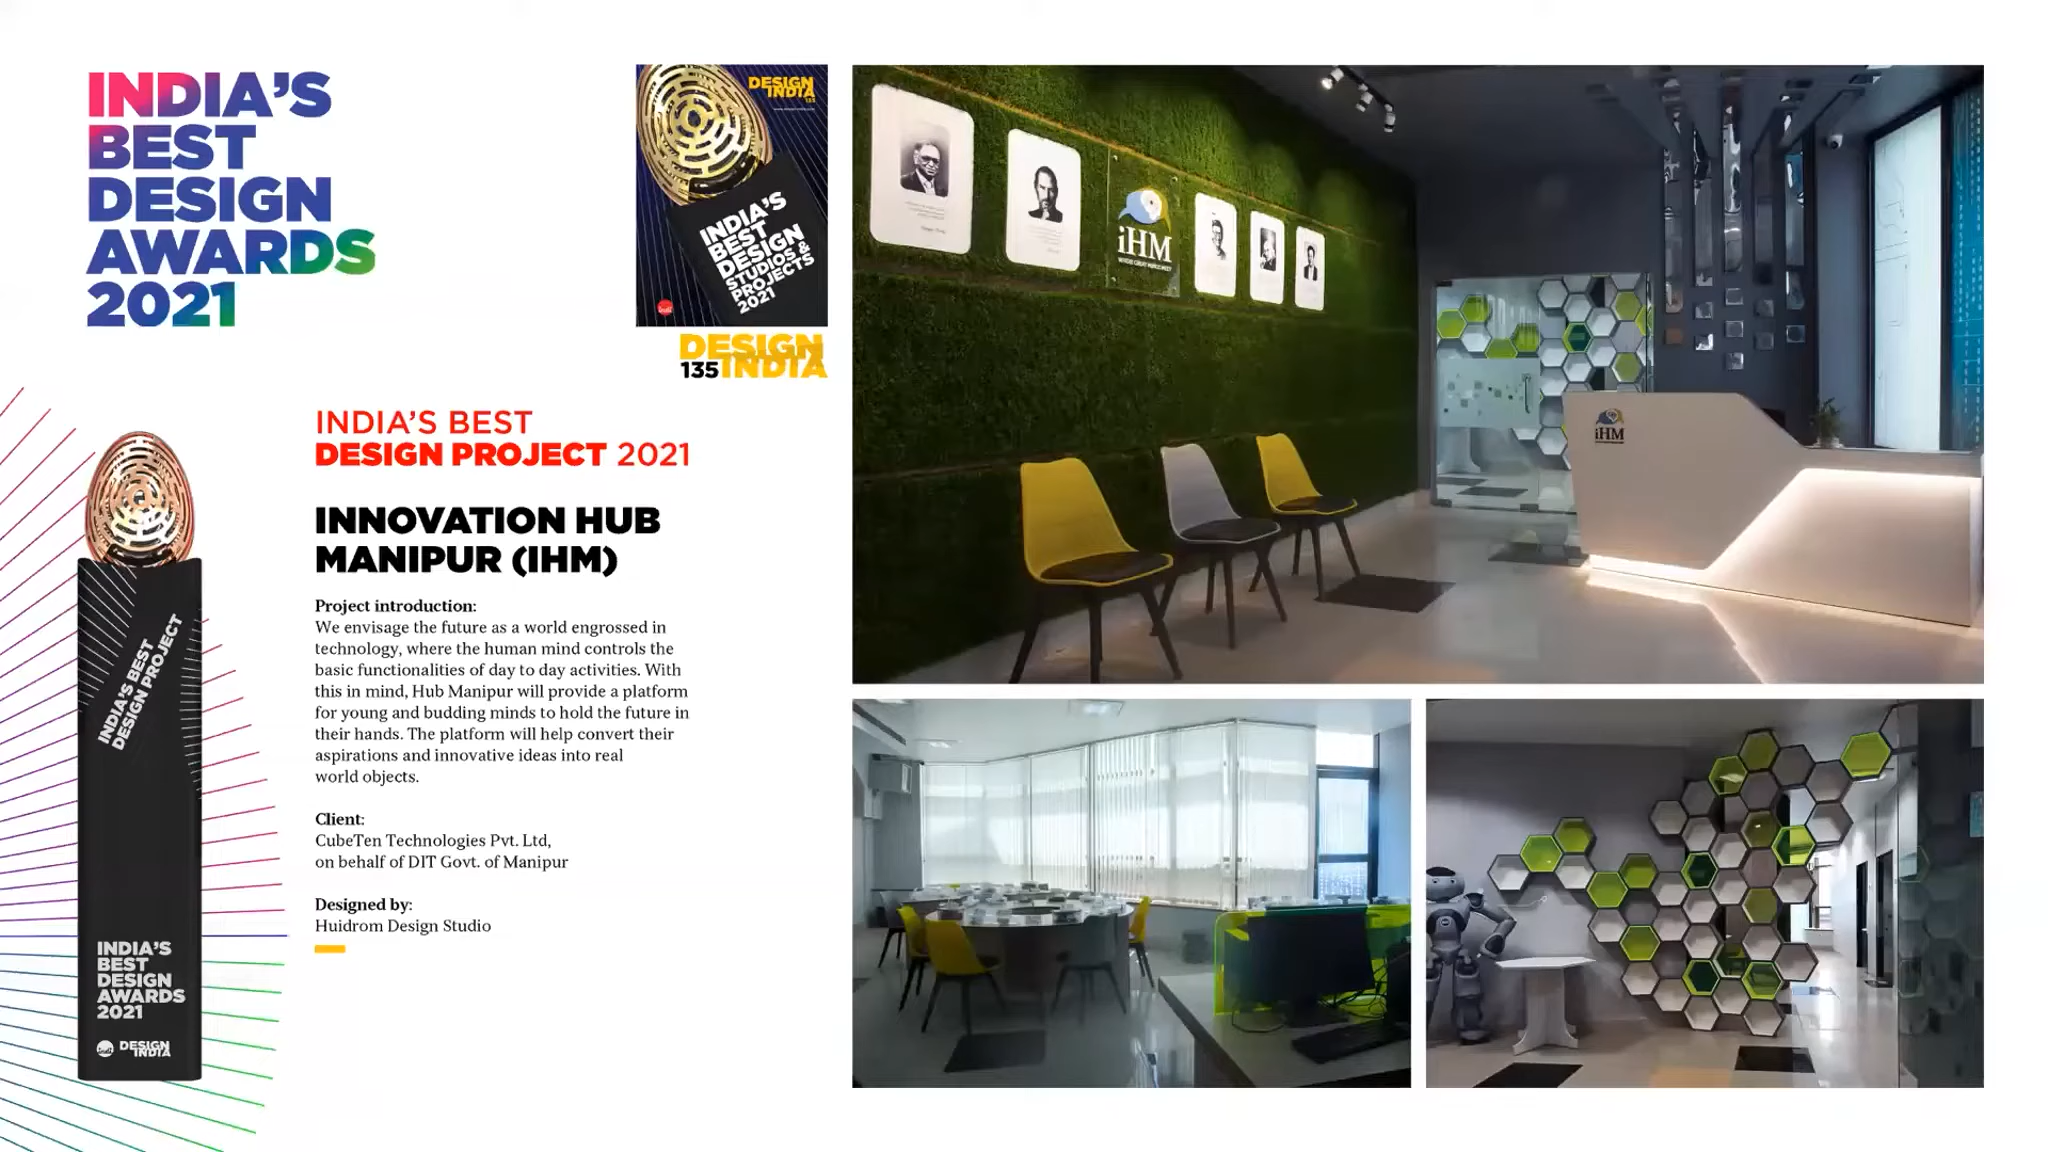 INDIA'S
BEST
DESIGN
AWARDS
2021
DESIGN
INDIA
135
INDIA'S
BEST
DESIGN
STUDIOS &
PROJECTS
2021
DESIGN
135INDIA
INDIA'S BEST
DESIGN PROJECT 2021
INNOVATION HUB
MANIPUR (IHM)
Project introduction:
We envisage the future as a world engrossed in
technology, where the human mind controls the
basic functionalities of day to day activities. With
this in mind, Hub Manipur will provide a platform
for young and budding minds to hold the future in
their hands. The platform will help convert their
aspirations and innovative ideas into real
world objects.
Client:
CubeTen Technologies Pvt. Ltd,
on behalf of DIT Govt. of Manipur
Designed by:
Huidrom Design Studio
INDIA'S BEST
DESIGN PROJECT
INDIA'S
BEST
DESIGN
AWARDS
2021
DESIGN
INDIA
iHM
WHERE GREAT MINDS MEET
iHM